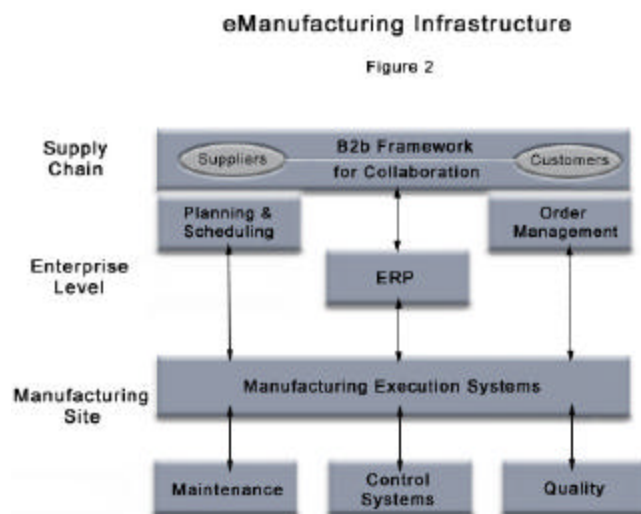 eManufacturing Infrastructure
Figure 2
Supply
Chain
Suppliers
B2b Framework
for Collaboration
Customers
Planning &
Scheduling
Order
Management
Enterprise
Level
ERP
Manufacturing Execution Systems
Manufacturing
Site
Maintenance
Control
Systems
Quality